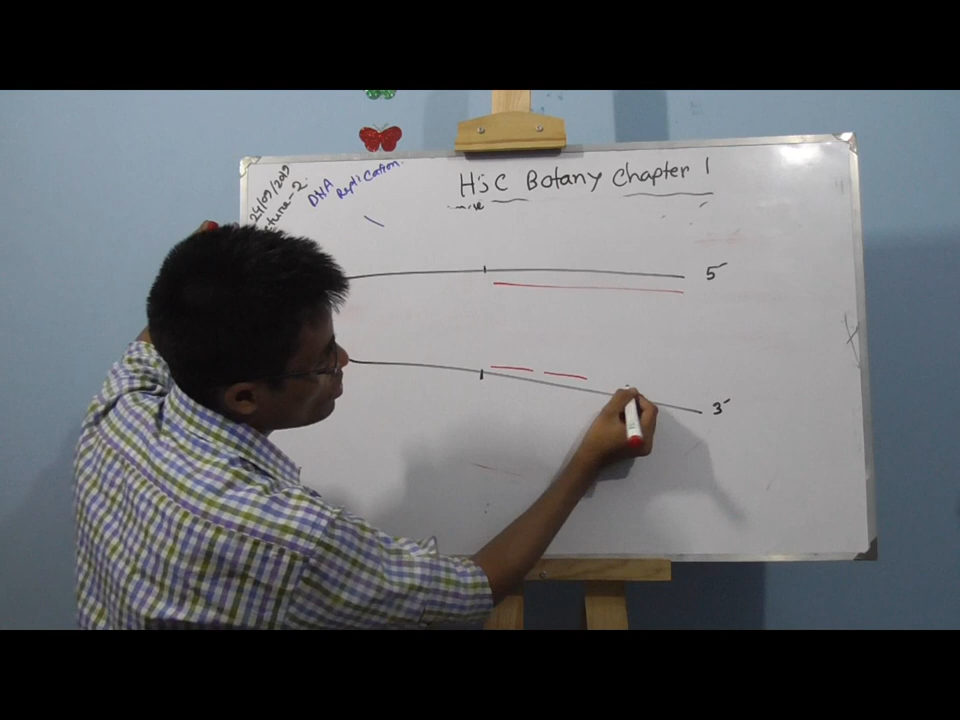 HSC Botany Chapter 1
24/09/2019
Lecture-2
DNA
Replication.
5'
3'